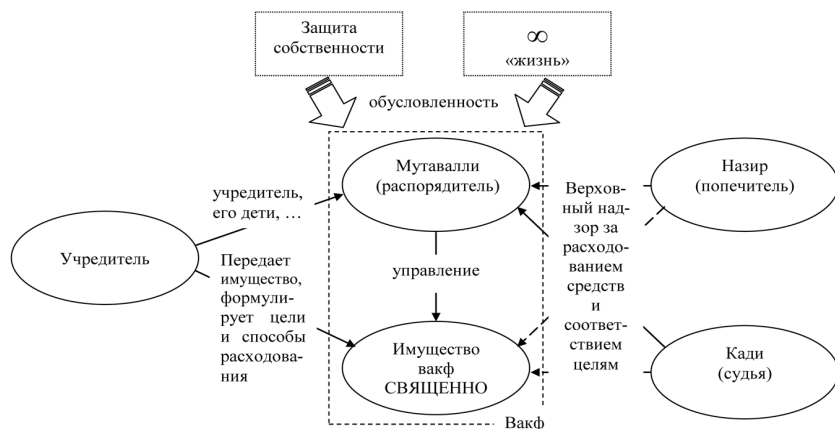 Защита
собственности
∞
«жизнь»
обусловленность
Мутавалли
(распорядитель)
Назир
(попечитель)
учредитель,
его дети, …
Верхов-
ный над-
зор за
расходо-
ванием
средств
и
соответ-
ствием
целям
Учредитель
Передает
имущество,
формули-
рует цели
и способы
расходова-
ния
управление
Имущество
вакф
СВЯЩЕННО
Кади
(судья)
Вакф